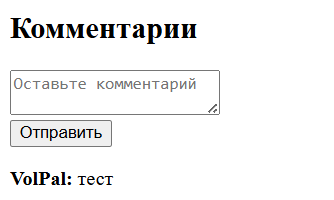 Комментарии
Оставьте комментарий
Отправить
VolPal: тест